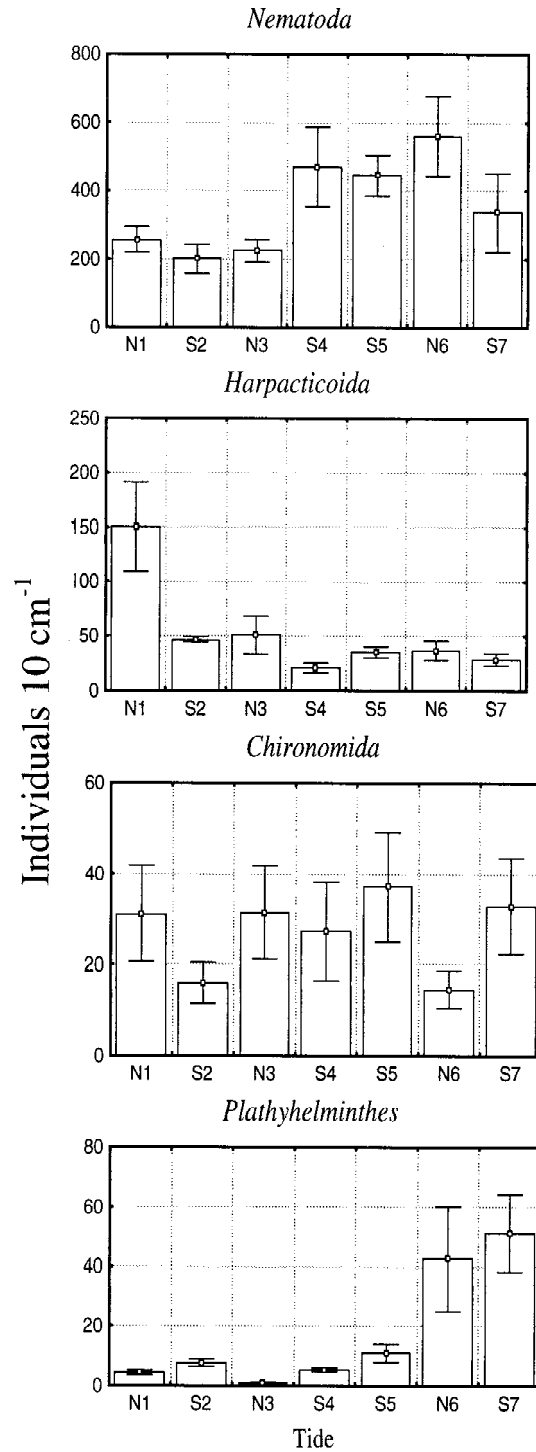 Nematoda
800
600
400
200
0
N1 S2 N3 S4 S5 N6 S7
Harpacticoida
250
200
150
100
50
0
N1 S2 N3 S4 S5 N6 S7
Individuals 10 cm-1
Chironomida
60
40
20
0
N1 S2 N3 S4 S5 N6 S7
Plathyhelminthes
80
60
40
20
0
N1 S2 N3 S4 S5 N6 S7
Tide